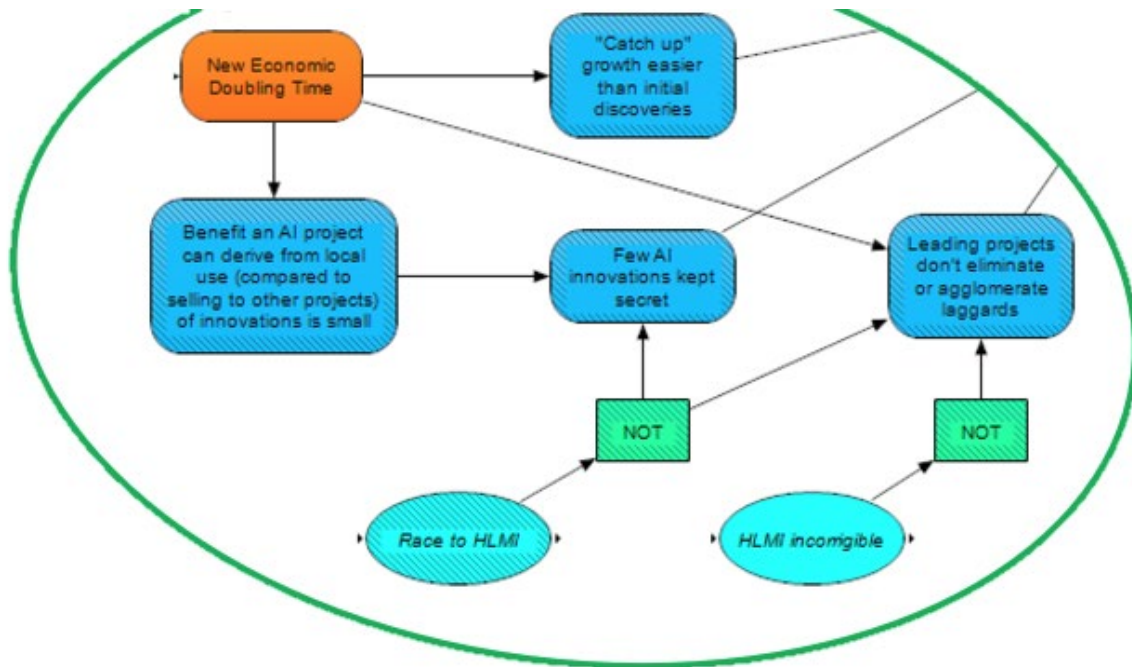 New Economic
Doubling Time
"Catch up"
growth easier
than initial
discoveries
Benefit an AI project
can derive from local
use (compared to
selling to other projects)
of innovations is small
Few AI
innovations kept
secret
Leading projects
don't eliminate
or agglomerate
laggards
NOT
NOT
Race to HLMI
HLMI incorrigible